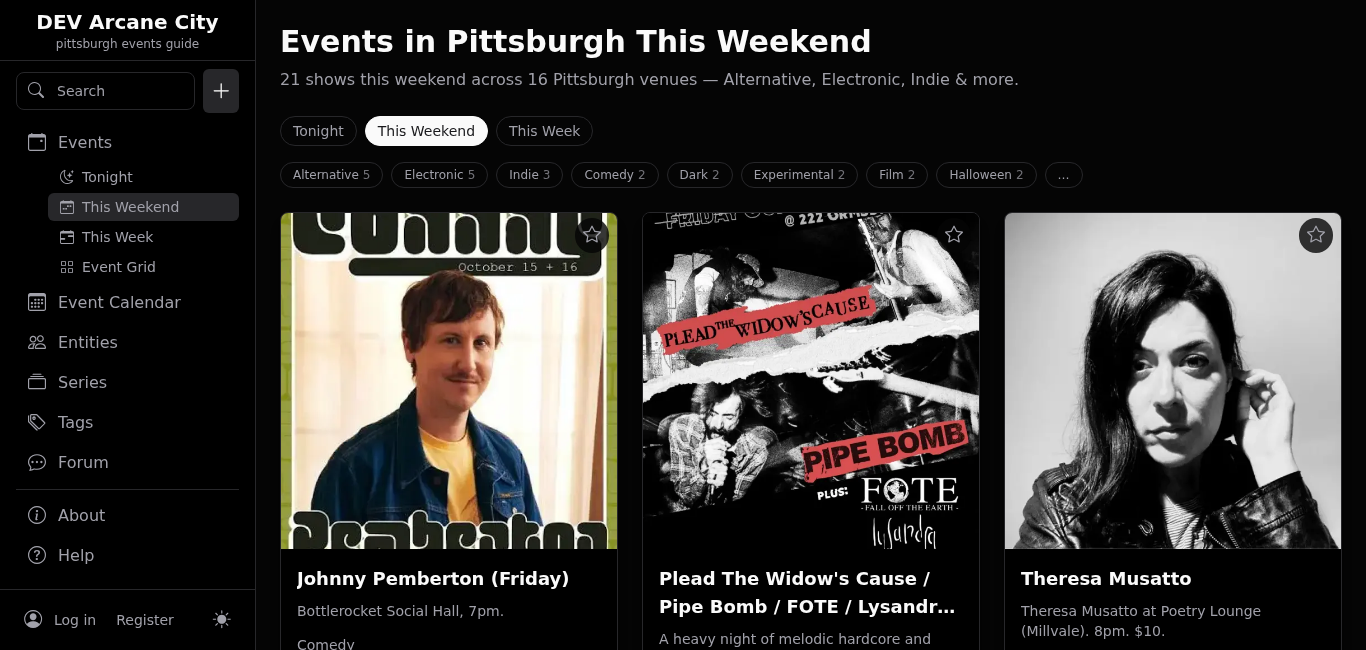 DEV Arcane City
pittsburgh events guide
Search
Events
Tonight
This Weekend
This Week
Event Grid
Event Calendar
Entities
Series
Tags
Forum
About
Help
Log in
Register
Events in Pittsburgh This Weekend
21 shows this weekend across 16 Pittsburgh venues — Alternative, Electronic, Indie & more.
Tonight
This Weekend
This Week
Alternative 5
Electronic 5
Indie 3
Comedy 2
Dark 2
Experimental 2
Film 2
Halloween 2
...
October 15 + 16
Johnny Pemberton (Friday)
Bottlerocket Social Hall, 7pm.
Comedy
PLEAD THE WIDOW'S CAUSE
PIPE BOMB
PLUS:
FOTE
-FALL OFF THE EARTH-
lysandra
Plead The Widow's Cause /
Pipe Bomb / FOTE / Lysandr...
A heavy night of melodic hardcore and
Theresa Musatto
Theresa Musatto at Poetry Lounge
(Millvale). 8pm. $10.